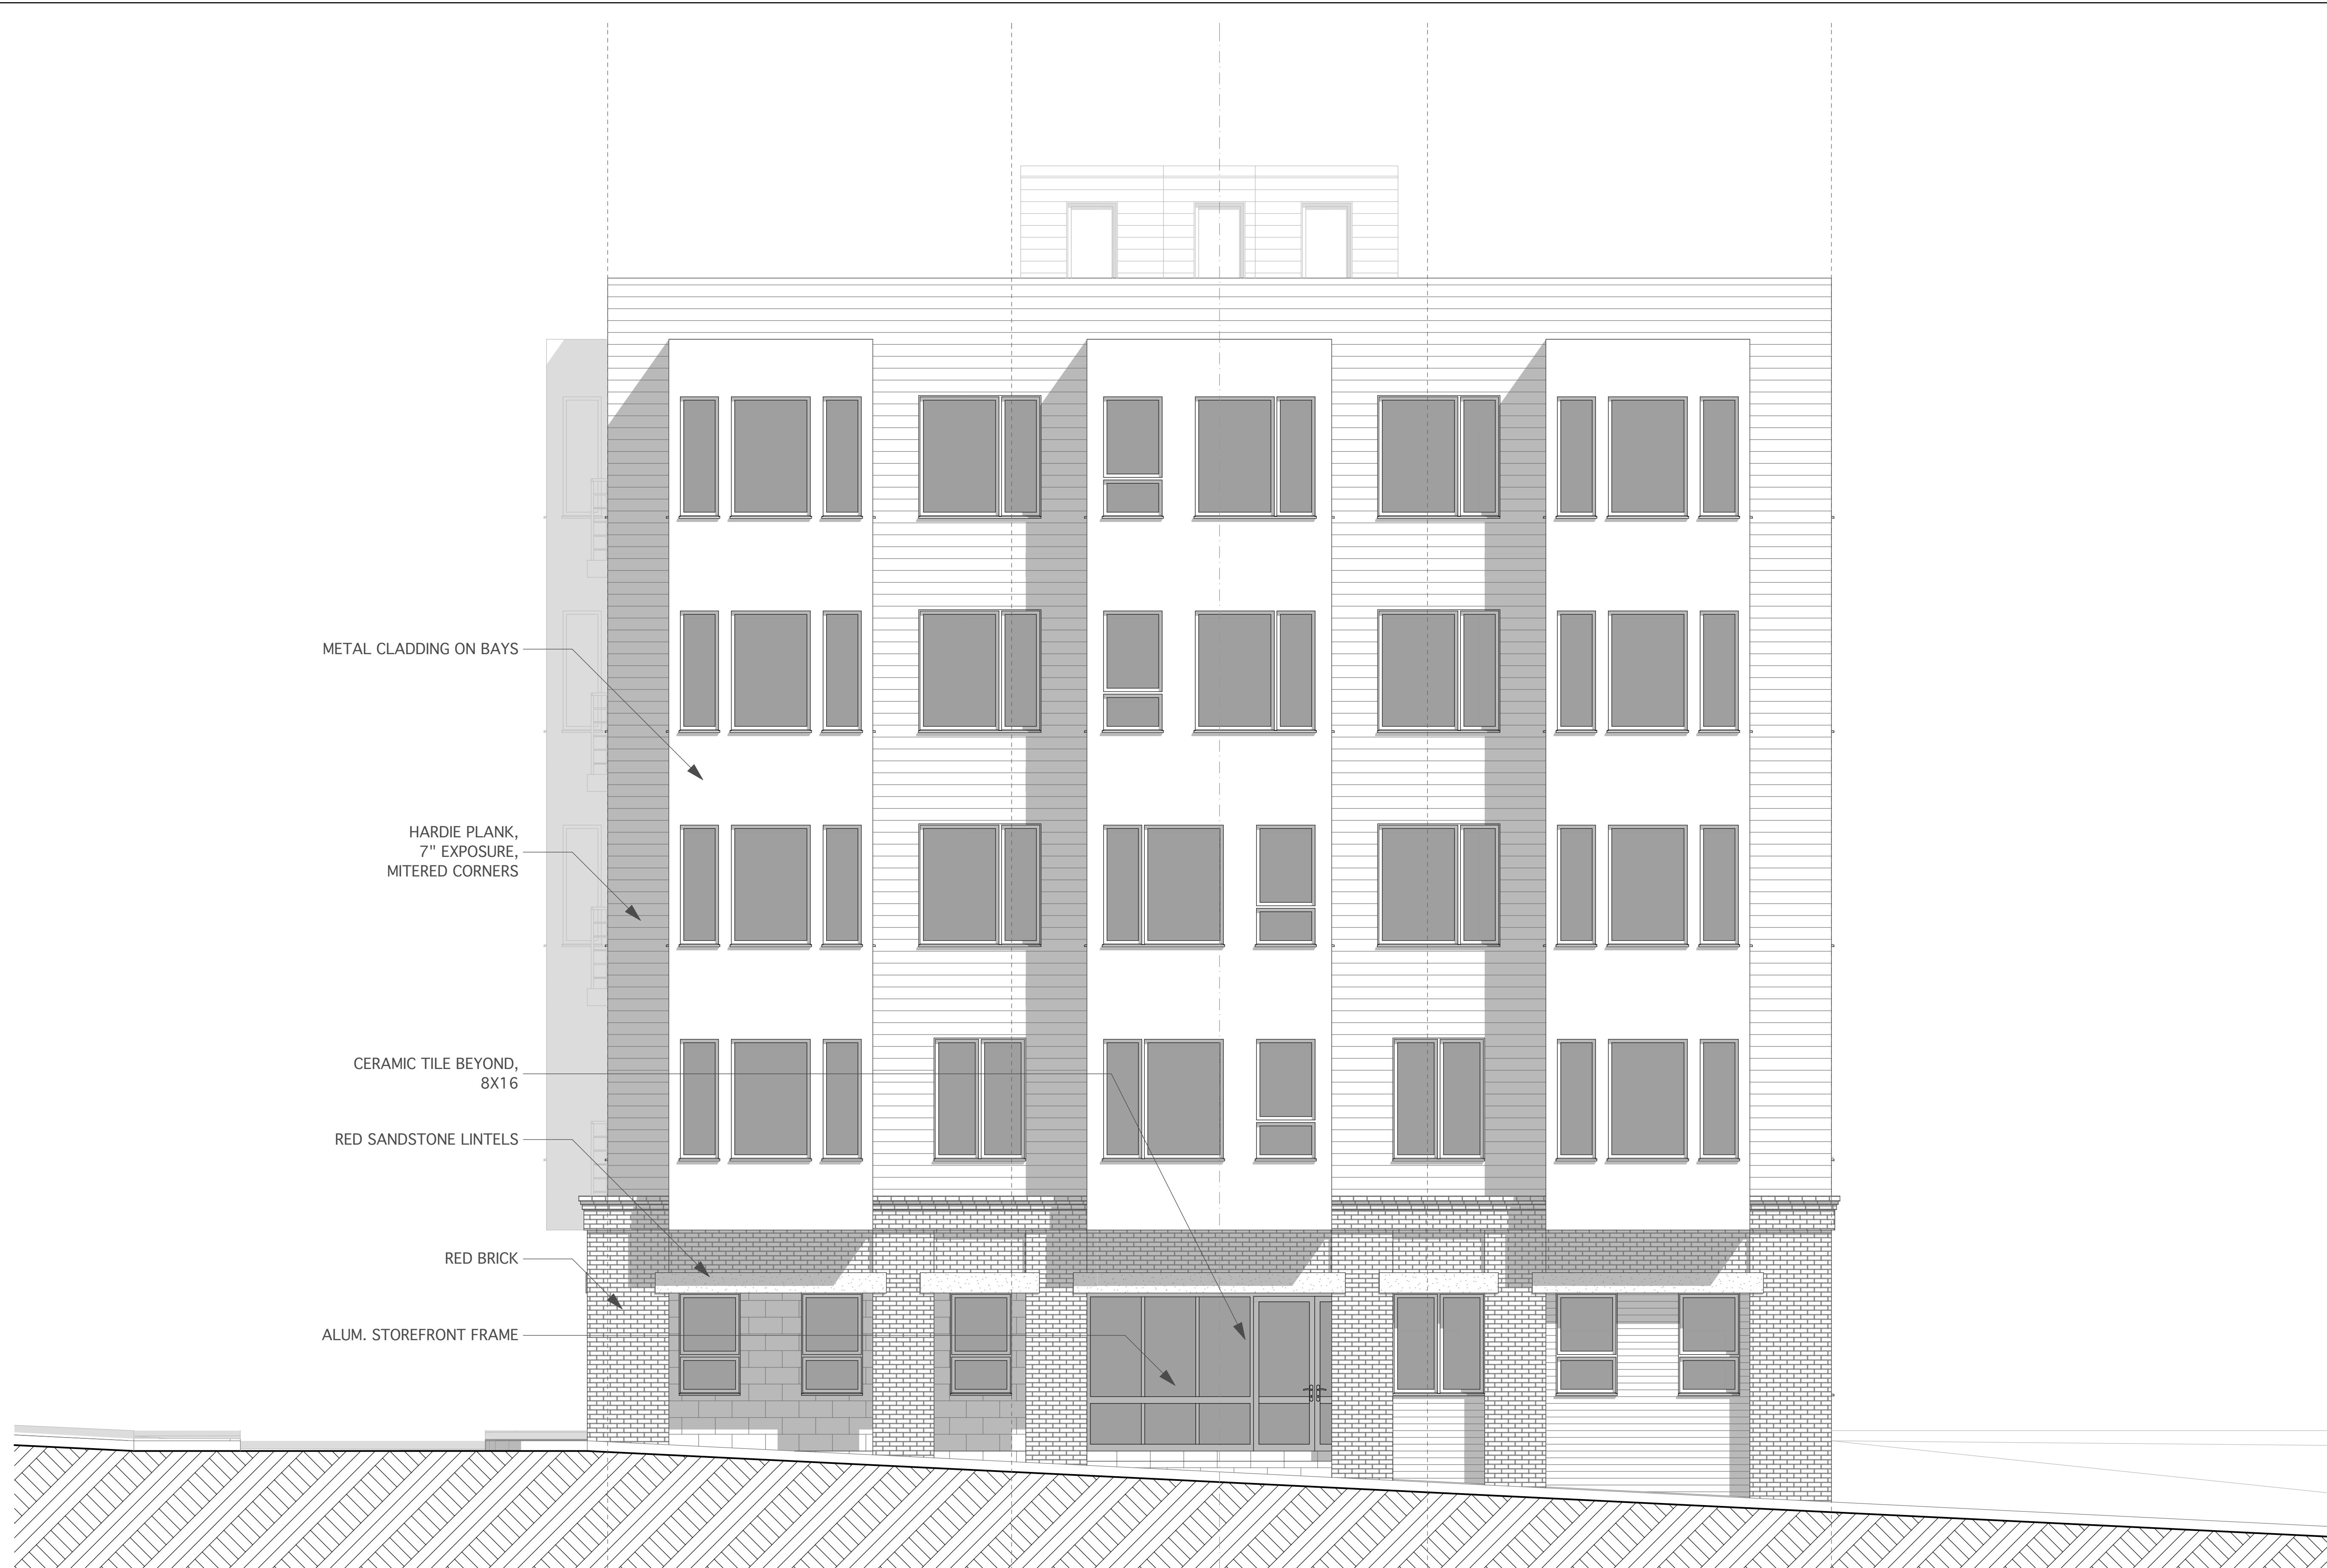 METAL CLADDING ON BAYS
HARDIE PLANK,
7" EXPOSURE,
MITERED CORNERS
CERAMIC TILE BEYOND,
8X16
RED SANDSTONE LINTELS
RED BRICK
ALUM. STOREFRONT FRAME